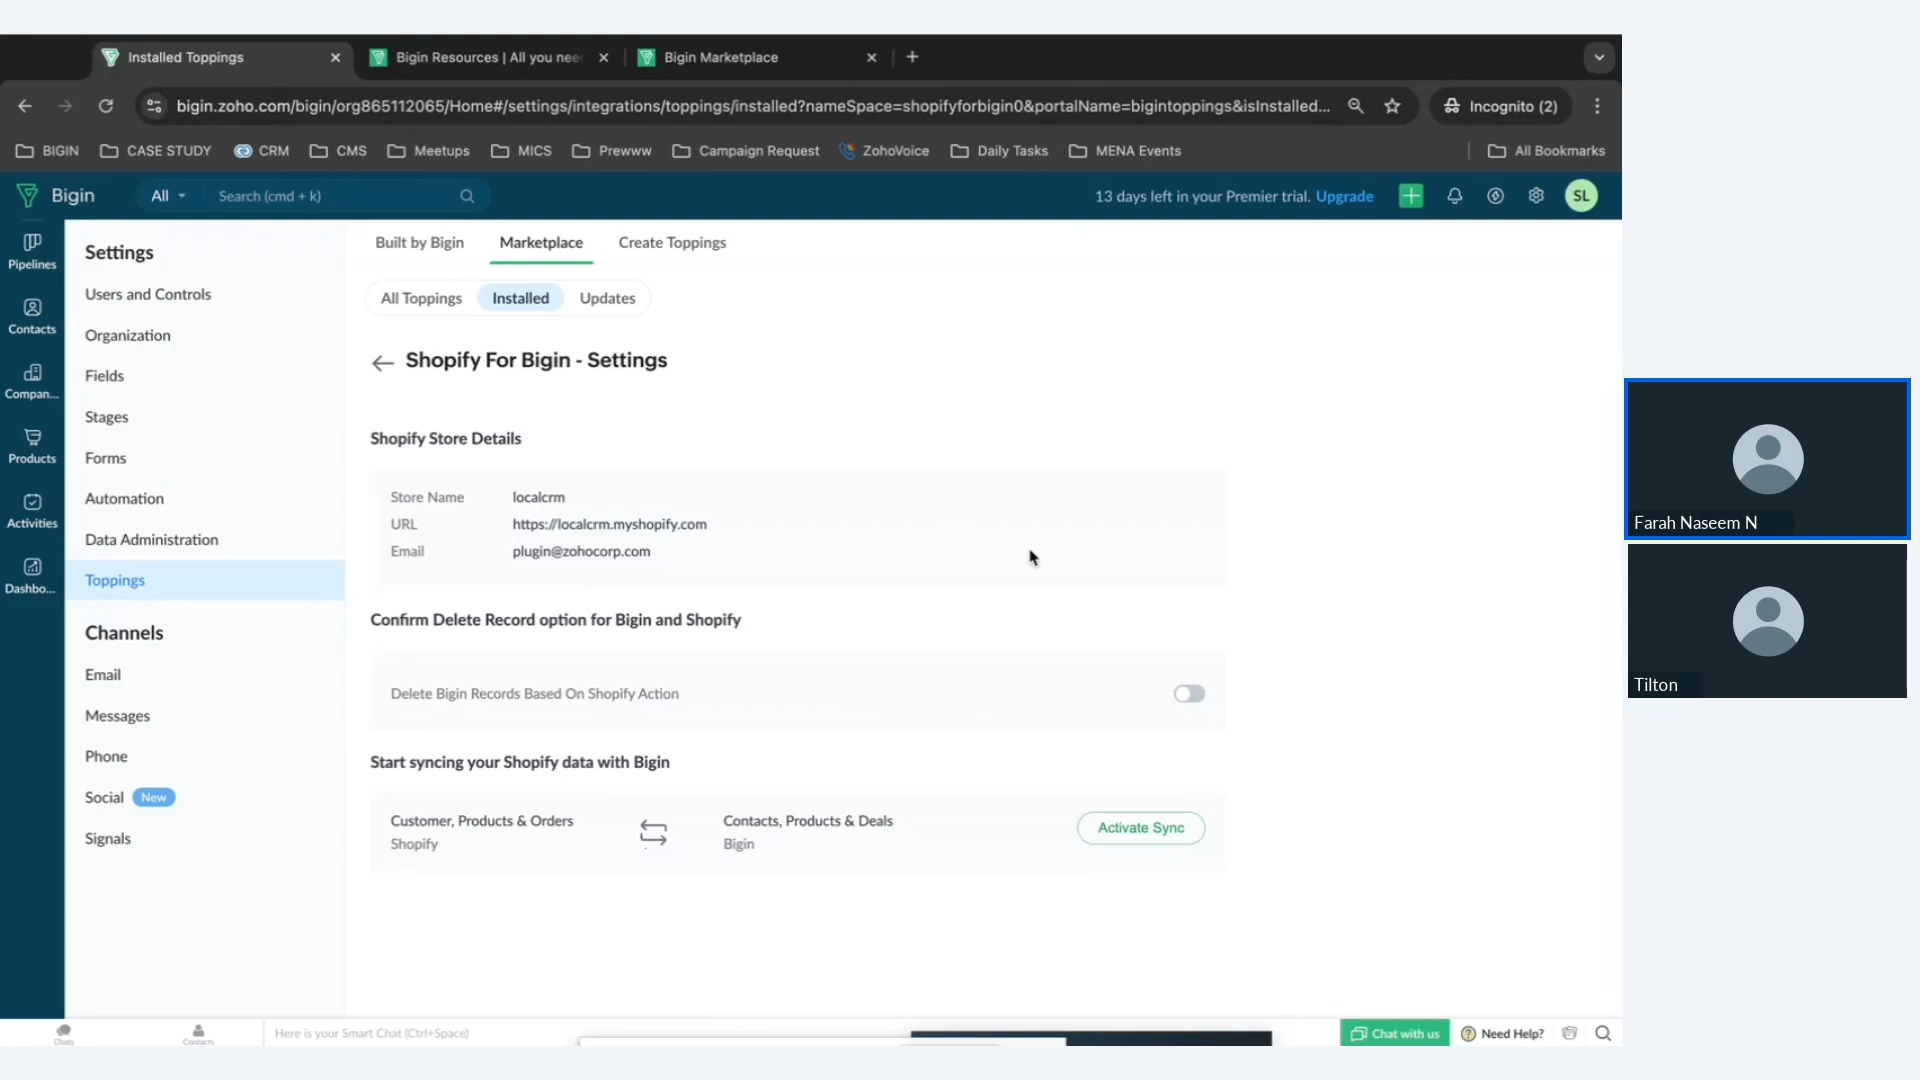 Installed Toppings
Bigin Resources | All you nee
Bigin Marketplace
bigin.zoho.com/bigin/org865112065/Home#/settings/integrations/toppings/installed?nameSpace=shopifyforbigin0&portalName=bigintoppings&isInstalled...
Incognito (2)
BIGIN
CASE STUDY
CRM
CMS
Meetups
MICS
Prewww
Campaign Request
ZohoVoice
Daily Tasks
MENA Events
All Bookmarks
Bigin
All
Search (cmd + k)
13 days left in your Premier trial. Upgrade
SL
Pipelines
Contacts
Compan...
Products
Activities
Dashbo...
Settings
Users and Controls
Organization
Fields
Stages
Forms
Automation
Data Administration
Toppings
Channels
Email
Messages
Phone
Social New
Signals
Built by Bigin
Marketplace
Create Toppings
All Toppings
Installed
Updates
Shopify For Bigin - Settings
Shopify Store Details
Store Name localcrm
URL https://localcrm.myshopify.com
Email plugin@zohocorp.com
Confirm Delete Record option for Bigin and Shopify
Delete Bigin Records Based On Shopify Action
Start syncing your Shopify data with Bigin
Customer, Products & Orders
Shopify
Contacts, Products & Deals
Bigin
Activate Sync
Chats
Contacts
Here is your Smart Chat (Ctrl+Space)
Chat with us
Need Help?
Farah Naseem N
Tilton